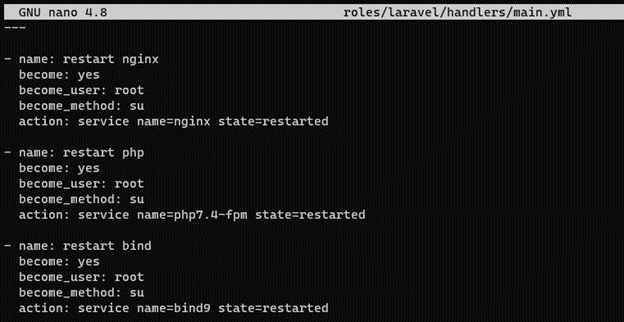 GNU nano 4.8 roles/laravel/handlers/main.yml
---
- name: restart nginx
  become: yes
  become_user: root
  become_method: su
  action: service name=nginx state=restarted
- name: restart php
  become: yes
  become_user: root
  become_method: su
  action: service name=php7.4-fpm state=restarted
- name: restart bind
  become: yes
  become_user: root
  become_method: su
  action: service name=bind9 state=restarted